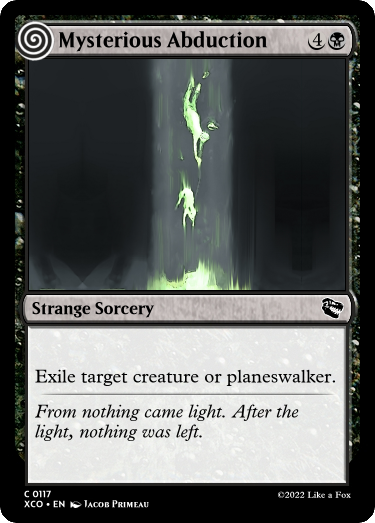 Mysterious Abduction 4
Strange Sorcery
Exile target creature or planeswalker.
From nothing came light. After the
light, nothing was left.
C 0117
XCO • EN Jacob Primeau
©2022 Like a Fox